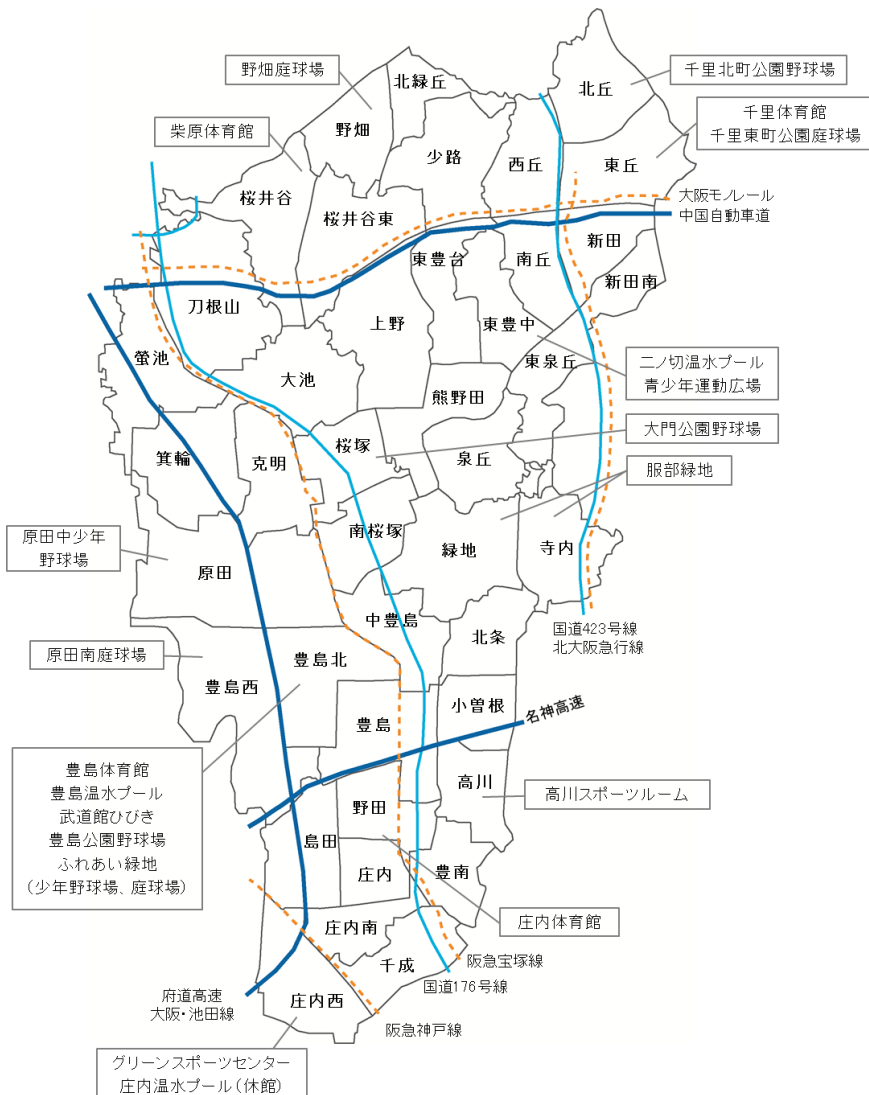 野畑庭球場
北緑丘
千里北町公園野球場
北丘
柴原体育館
野畑
少路
西丘
千里体育館
千里東町公園庭球場
東丘
桜井谷
桜井谷東
大阪モノレール
中国自動車道
新田
東豊台
南丘
新田南
刀根山
上野
東豊中
螢池
大池
東泉丘
二ノ切温水プール
青少年運動広場
熊野田
大門公園野球場
桜塚
箕輪
克明
泉丘
服部緑地
南桜塚
緑地
寺内
原田中少年
野球場
原田
中豊島
国道423号線
北大阪急行線
北条
原田南庭球場
豊島北
豊島西
小曽根
豊島
名神高速
豊島体育館
豊島温水プール
武道館ひびき
豊島公園野球場
ふれあい緑地
(少年野球場、庭球場)
高川
高川スポーツルーム
野田
島田
庄内
豊南
庄内体育館
庄内南
千成
阪急宝塚線
国道176号線
府道高速
大阪・池田線
庄内西
阪急神戸線
グリーンスポーツセンター
庄内温水プール(休館)